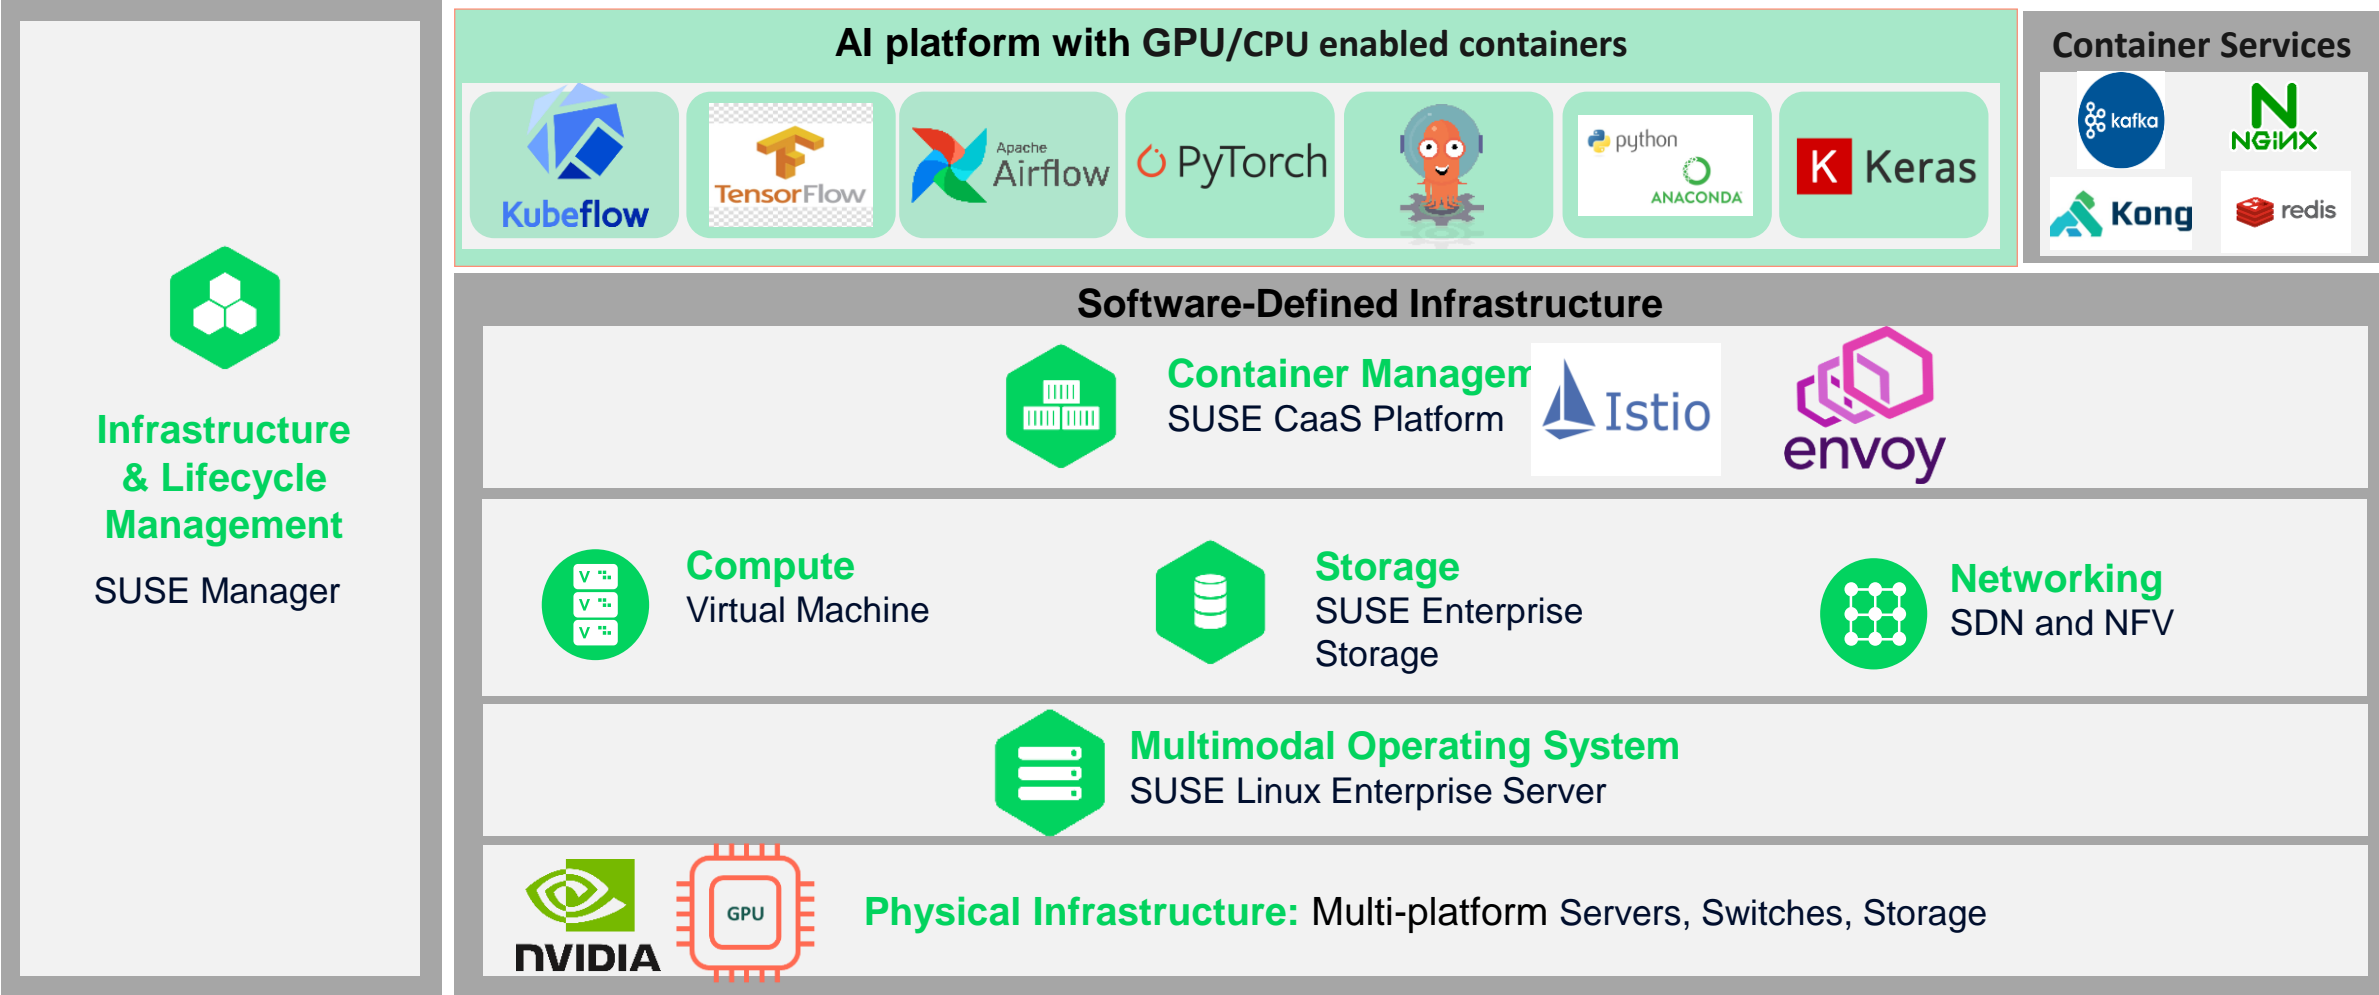 Infrastructure
& Lifecycle
Management
SUSE Manager
AI platform with GPU/CPU enabled containers
Kubeflow
TensorFlow
Apache
Airflow
PyTorch
python
ANACONDA
K Keras
Container Services
kafka
N
NGINX
Kong
redis
Software-Defined Infrastructure
Container Managem
SUSE CaaS Platform
Istio
envoy
Compute
Virtual Machine
Storage
SUSE Enterprise
Storage
Networking
SDN and NFV
Multimodal Operating System
SUSE Linux Enterprise Server
NVIDIA
GPU
Physical Infrastructure: Multi-platform Servers, Switches, Storage